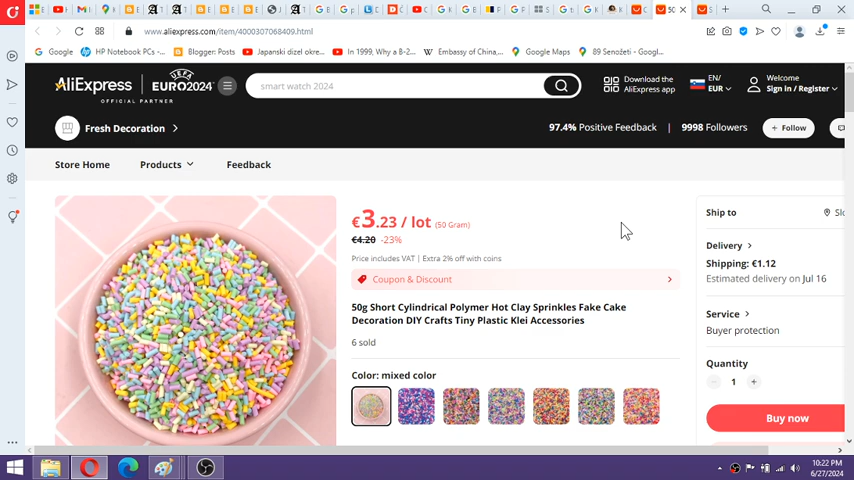 www.aliexpress.com/item/4000307068409.html
Google
HP Notebook PCs -...
Blogger: Posts
Japanski dizel okre...
In 1999, Why a B-2...
Embassy of China,...
Google Maps
89 Senožeti - Googl...
AliExpress
OFFICIAL PARTNER
UEFA
EURO2024
smart watch 2024
Download the
AliExpress app
EN/
EUR
Welcome
Sign in / Register
Fresh Decoration
97.4% Positive Feedback | 9998 Followers
+ Follow
Store Home
Products
Feedback
€3.23 / lot (50 Gram)
€4.20 -23%
Price includes VAT | Extra 2% off with coins
Coupon & Discount
50g Short Cylindrical Polymer Hot Clay Sprinkles Fake Cake
Decoration DIY Crafts Tiny Plastic Klei Accessories
6 sold
Color: mixed color
Ship to
Slo
Delivery
Shipping: €1.12
Estimated delivery on Jul 16
Service
Buyer protection
Quantity
- 1 +
Buy now
10:22 PM
6/27/2024